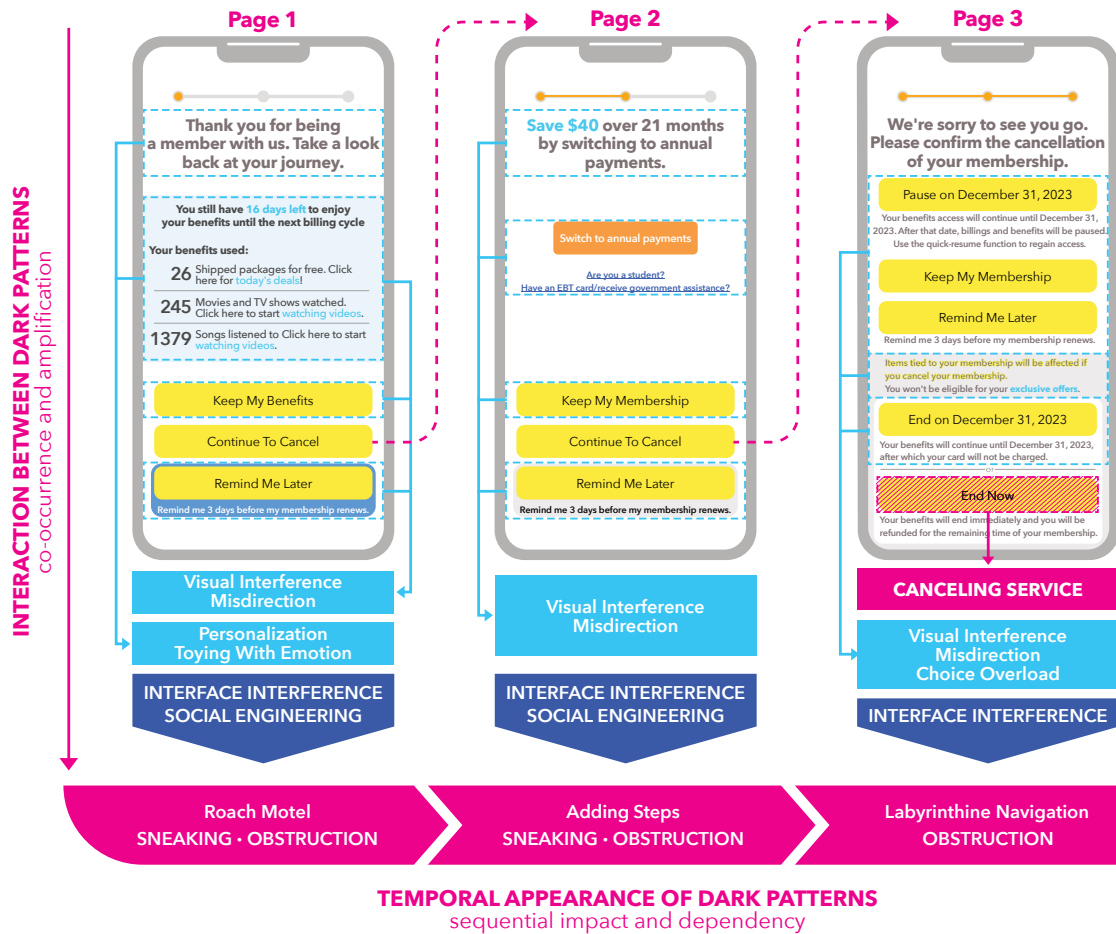 Page 1
Page 2
Page 3
INTERACTION BETWEEN DARK PATTERNS
co-occurrence and amplification
Thank you for being
a member with us. Take a look
back at your journey.
You still have 16 days left to enjoy
your benefits until the next billing cycle
Your benefits used:
26 Shipped packages for free. Click
here for today's deals!
245 Movies and TV shows watched.
Click here to start watching videos.
1379 Songs listened to Click here to start
watching videos.
Keep My Benefits
Continue To Cancel
Remind Me Later
Remind me 3 days before my membership renews.
Visual Interference
Misdirection
Personalization
Toying With Emotion
INTERFACE INTERFERENCE
SOCIAL ENGINEERING
Save $40 over 21 months
by switching to annual
payments.
Switch to annual payments
Are you a student?
Have an EBT card/receive government assistance?
Keep My Membership
Continue To Cancel
Remind Me Later
Remind me 3 days before my membership renews.
Visual Interference
Misdirection
INTERFACE INTERFERENCE
SOCIAL ENGINEERING
We're sorry to see you go.
Please confirm the cancellation
of your membership.
Pause on December 31, 2023
Your benefits access will continue until December 31,
2023. After that date, billings and benefits will be paused.
Use the quick-resume function to regain access.
Keep My Membership
Remind Me Later
Remind me 3 days before my membership renews.
Items tied to your membership will be affected if
you cancel your membership.
You won't be eligible for your exclusive offers.
End on December 31, 2023
Your benefits will continue until December 31, 2023,
after which your card will not be charged.
or
End Now
Your benefits will end immediately and you will be
refunded for the remaining time of your membership.
CANCELING SERVICE
Visual Interference
Misdirection
Choice Overload
INTERFACE INTERFERENCE
Roach Motel
SNEAKING · OBSTRUCTION
Adding Steps
SNEAKING · OBSTRUCTION
Labyrinthine Navigation
OBSTRUCTION
TEMPORAL APPEARANCE OF DARK PATTERNS
sequential impact and dependency